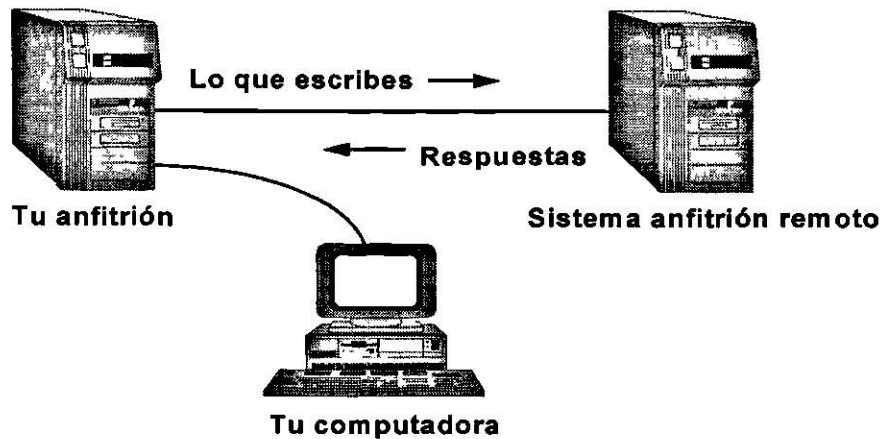 Lo que escribes
Respuestas
Tu anfitrión
Sistema anfitrión remoto
Tu computadora